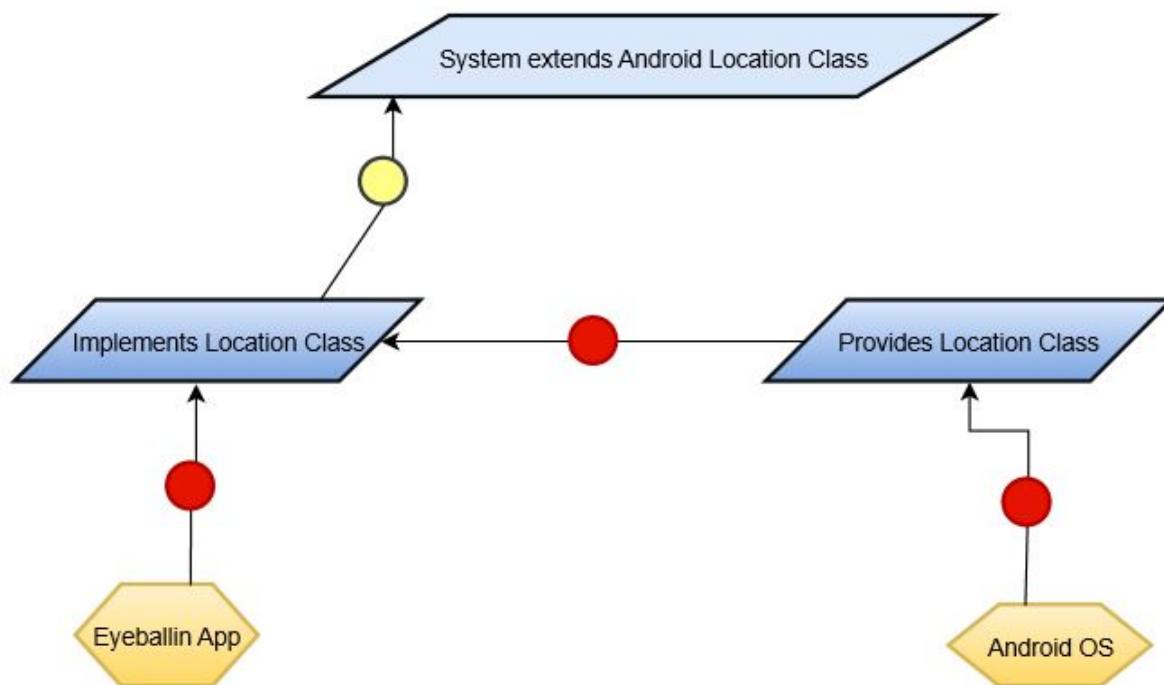 System extends Android Location Class
Implements Location Class
Provides Location Class
Eyeballin App
Android OS